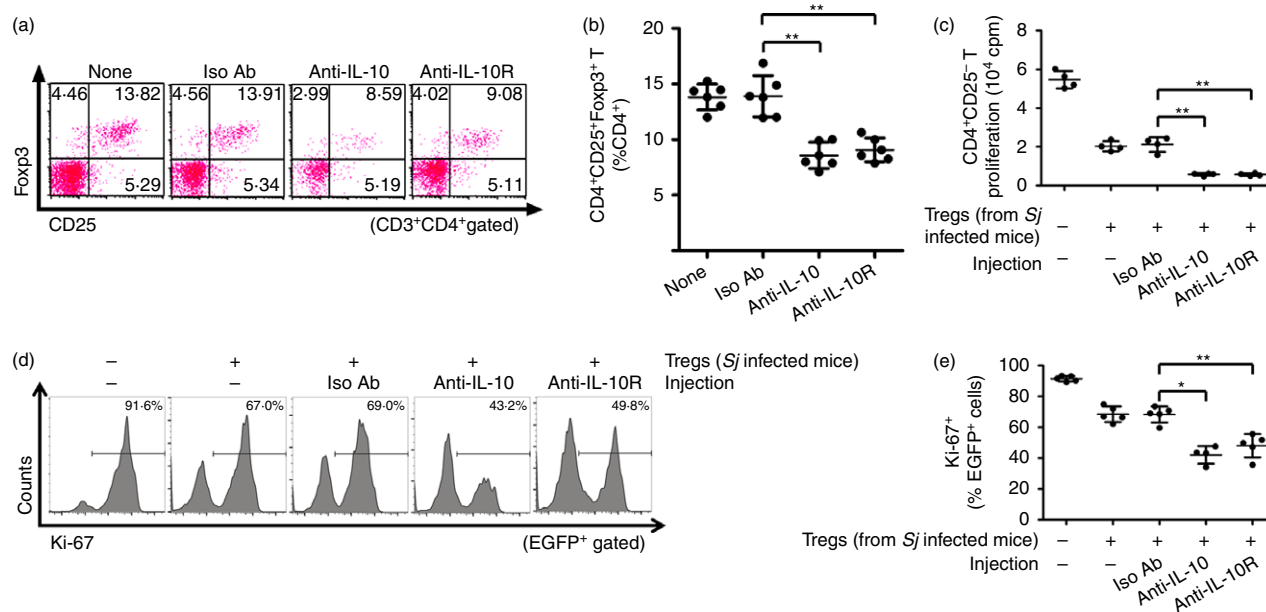 (a)
None
Iso Ab
Anti-IL-10
Anti-IL-10R
4·46
13·82
4·56
13·91
2·99
8·59
4·02
9·08
5·29
5·34
5·19
5·11
Foxp3
CD25
(CD3⁺CD4⁺gated)
(b)
CD4⁺CD25⁺Foxp3⁺ T
(%CD4⁺)
20
15
10
5
**
**
None
Iso Ab
Anti-IL-10
Anti-IL-10R
(c)
CD4⁺CD25⁻ T
proliferation (10⁴ cpm)
8
6
4
2
0
**
**
Tregs (from Sj
infected mice)
– + + + +
Injection
– – Iso Ab Anti-IL-10 Anti-IL-10R
(d)
– + + + + Tregs (Sj infected mice)
– – Iso Ab Anti-IL-10 Anti-IL-10R Injection
91·6%
67·0%
69·0%
43·2%
49·8%
Counts
Ki-67
(EGFP⁺ gated)
(e)
Ki-67⁺
(% EGFP⁺ cells)
100
80
60
40
60
0
**
*
Tregs (from Sj infected mice) – + + + +
Injection – – Iso Ab Anti-IL-10 Anti-IL-10R